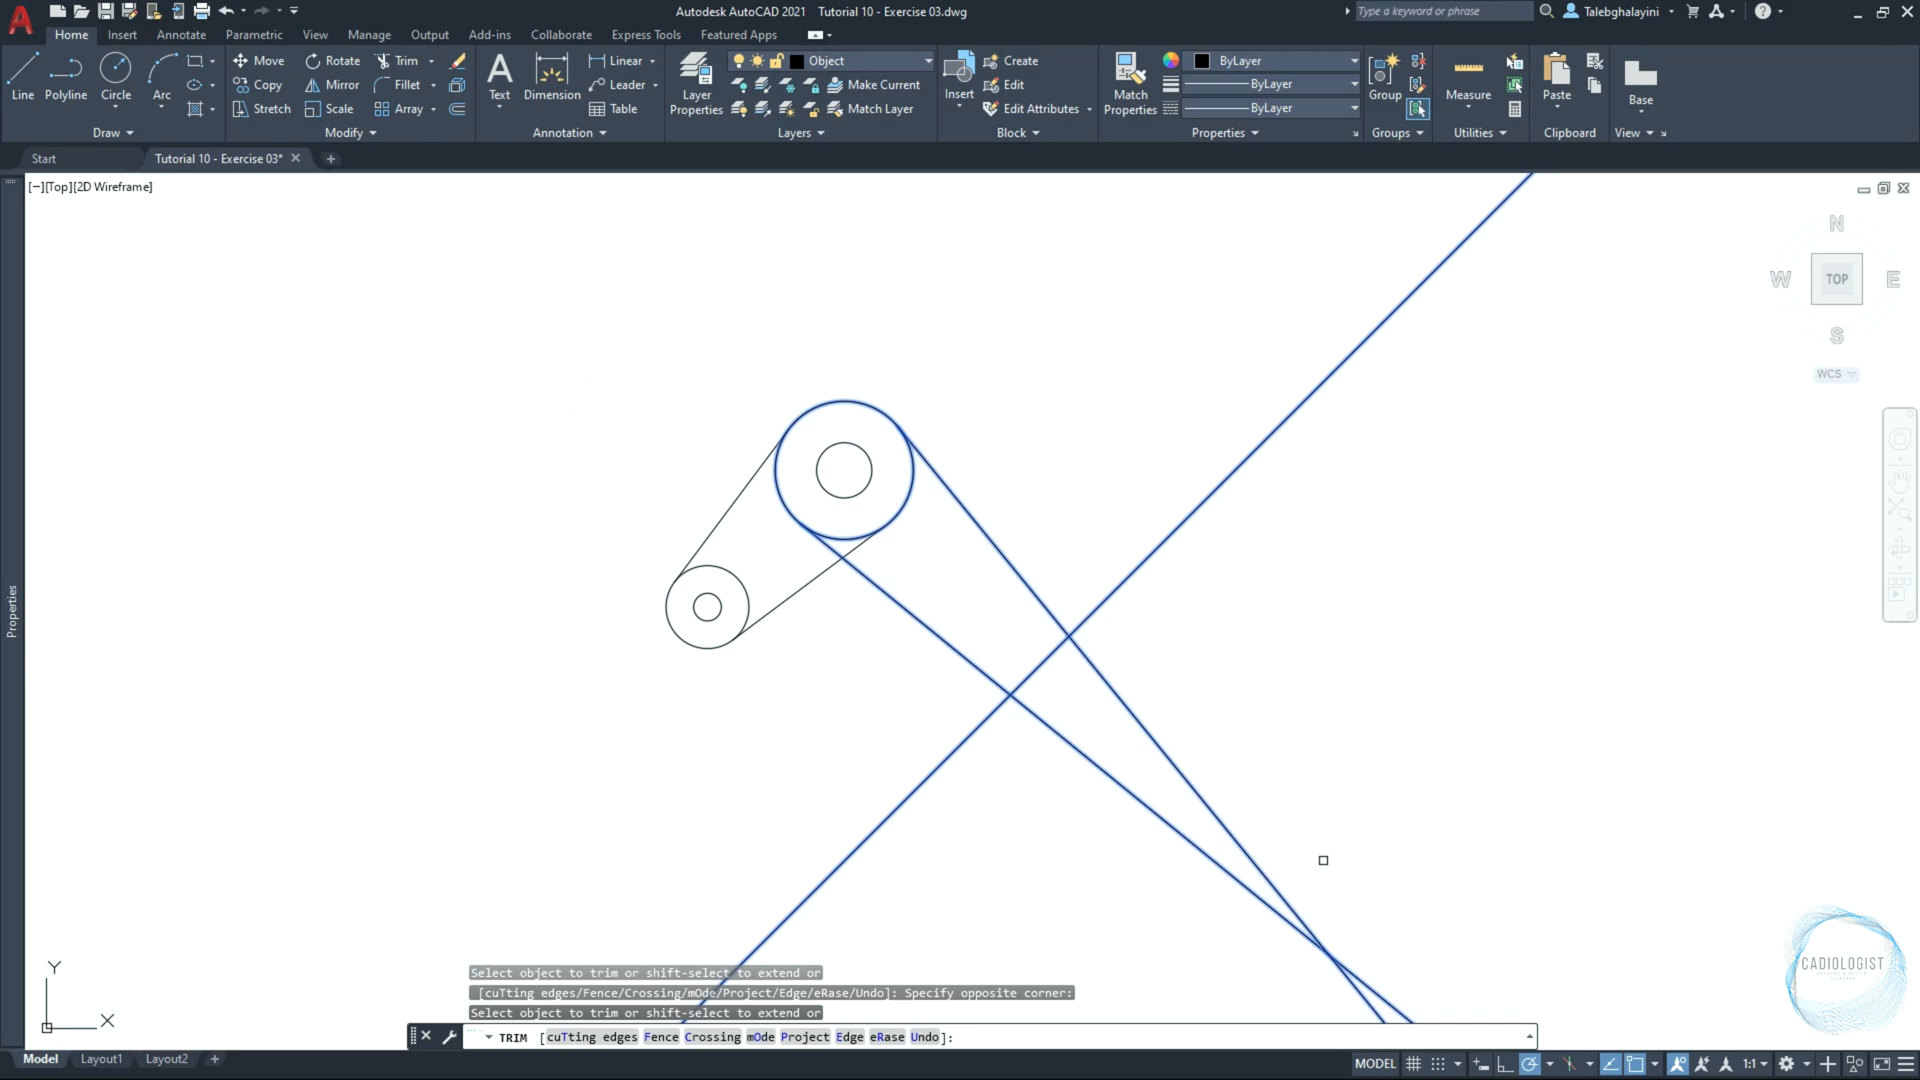 Autodesk AutoCAD 2021 Tutorial 10 - Exercise 03.dwg
Type a keyword or phrase
Talebghalayini
Home Insert Annotate Parametric View Manage Output Add-ins Collaborate Express Tools Featured Apps
Line Polyline Circle Arc
Move Rotate Trim
Copy Mirror Fillet
Stretch Scale Array
Text Dimension
Linear
Leader
Table
Layer Properties
Object
Make Current
Match Layer
Insert
Create
Edit
Edit Attributes
Match Properties
ByLayer
ByLayer
ByLayer
Group
Measure
Paste
Base
Draw Modify Annotation Layers Block Properties Groups Utilities Clipboard View
Start Tutorial 10 - Exercise 03*
[−][Top][2D Wireframe]
N
W TOP E
S
WCS
Properties
Y
X
CADIOLOGIST
Select object to trim or shift-select to extend or
[cuTting edges/Fence/Crossing/mOde/Project/Edge/eRase/Undo]: Specify opposite corner:
Select object to trim or shift-select to extend or
TRIM [cuTting edges Fence Crossing mOde Project Edge eRase Undo]:
Model Layout1 Layout2
MODEL 1:1